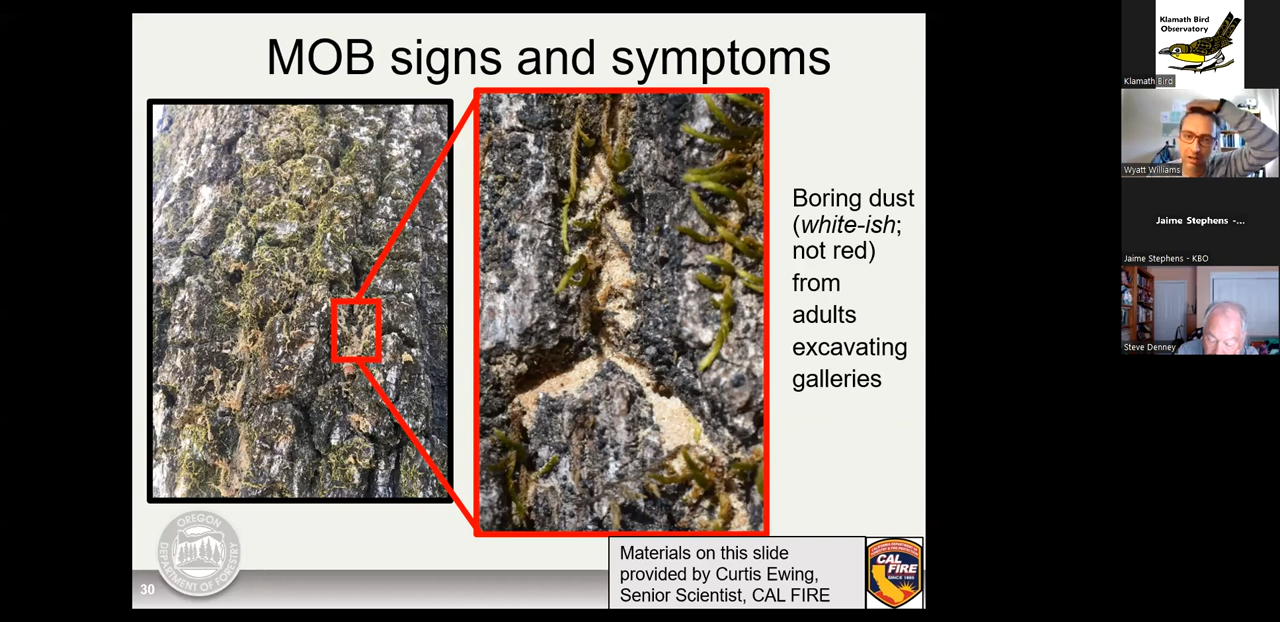 MOB signs and symptoms
Boring dust
(white-ish;
not red)
from
adults
excavating
galleries
OREGON
DEPARTMENT OF FORESTRY
30
Materials on this slide
provided by Curtis Ewing,
Senior Scientist, CAL FIRE
CAL
FIRE
SINCE 1885
Klamath Bird
Observatory
Klamath Bird
Wyatt Williams
Jaime Stephens -...
Jaime Stephens - KBO
Steve Denney